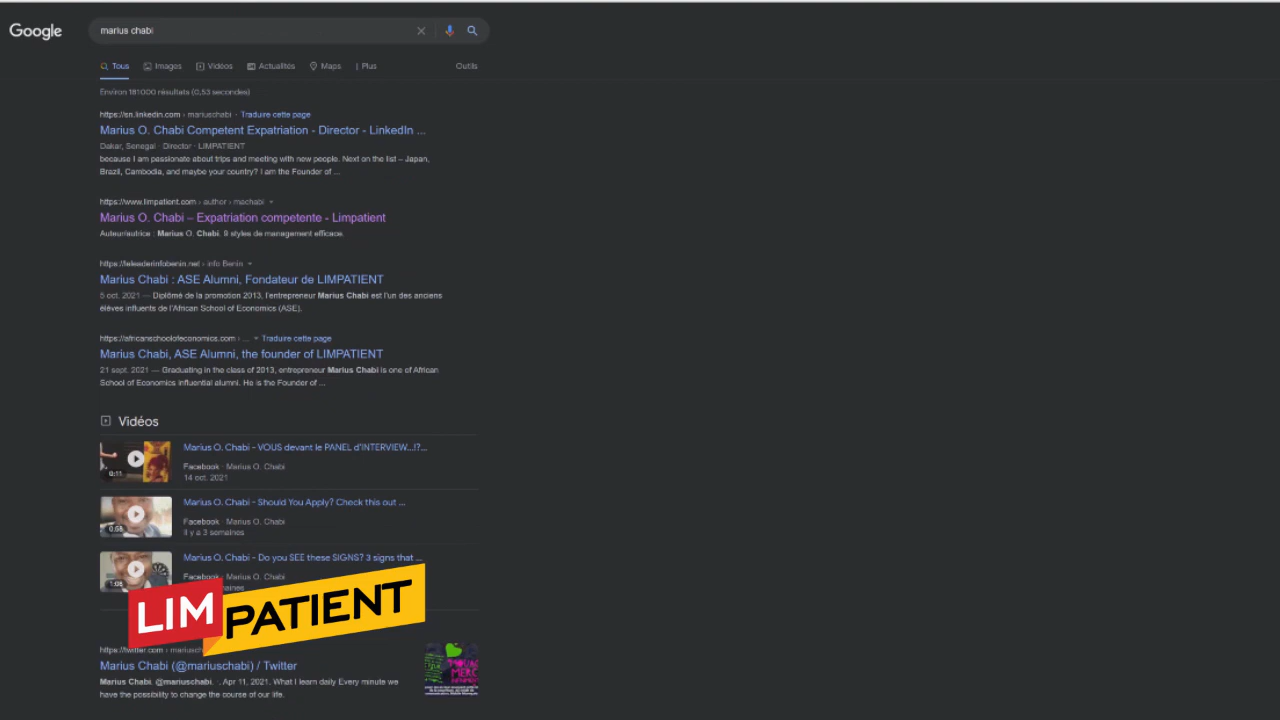 Google
marius chabi
Tous Images Vidéos Actualités Maps Plus Outils
Environ 181000 résultats (0,53 secondes)
https://sn.linkedin.com › mariuschabi · Traduire cette page
Marius O. Chabi Competent Expatriation - Director - LinkedIn ...
Dakar, Senegal · Director · LIMPATIENT
because I am passionate about trips and meeting with new people. Next on the list – Japan,
Brazil, Cambodia, and maybe your country? I am the Founder of ...
https://www.limpatient.com › author › machabi
Marius O. Chabi – Expatriation competente - Limpatient
Auteur/autrice : Marius O. Chabi. 9 styles de management efficace.
https://leleaderinfobenin.net › info Benin
Marius Chabi : ASE Alumni, Fondateur de LIMPATIENT
5 oct. 2021 — Diplômé de la promotion 2013, l'entrepreneur Marius Chabi est l'un des anciens
élèves influents de l'African School of Economics (ASE).
https://africanschoolofeconomics.com › ... Traduire cette page
Marius Chabi, ASE Alumni, the founder of LIMPATIENT
21 sept. 2021 — Graduating in the class of 2013, entrepreneur Marius Chabi is one of African
School of Economics influential alumni. He is the Founder of ...
Vidéos
Marius O. Chabi - VOUS devant le PANEL d'INTERVIEW...!?...
Facebook · Marius O. Chabi
0:11
14 oct. 2021
Marius O. Chabi - Should You Apply? Check this out ...
Facebook · Marius O. Chabi
0:58
il y a 3 semaines
Marius O. Chabi - Do you SEE these SIGNS? 3 signs that ...
Facebook · Marius O. Chabi
1:08
LIMPATIENT
https://twitter.com › mariusch
Marius Chabi (@mariuschabi) / Twitter
Marius Chabi. @mariuschabi. ·. Apr 11, 2021. What I learn daily Every minute we
have the possibility to change the course of our life.